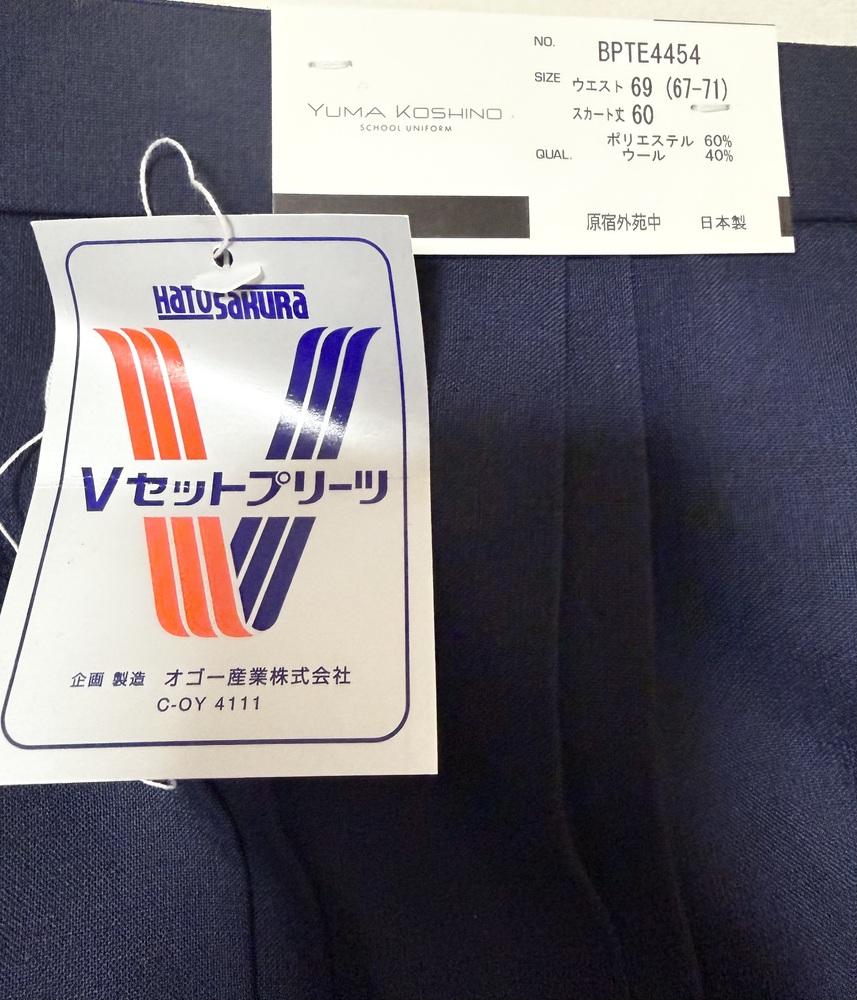 NO. BPTE4454
SIZE ウエスト 69 (67-71)
スカート丈 60
YUMA KOSHINO
SCHOOL UNIFORM
ポリエステル 60%
QUAL. ウール 40%
原宿外苑中 日本製
HATOSAKURA
Vセットプリーツ
企画 製造 オゴー産業株式会社
C-OY 4111